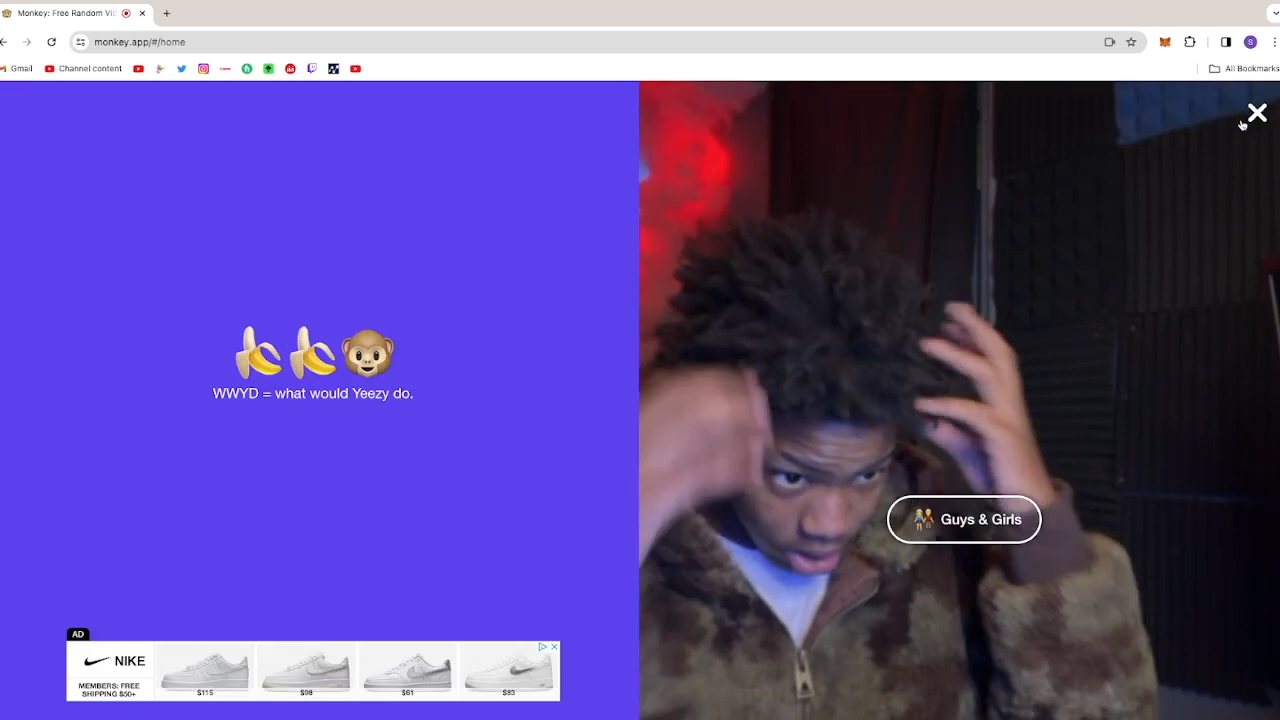 Monkey: Free Random Vid
monkey.app/#/home
Gmail
Channel content
All Bookmarks
WWYD = what would Yeezy do.
Guys & Girls
AD
NIKE
MEMBERS: FREE
SHIPPING $50+
$115
$98
$61
$83
S